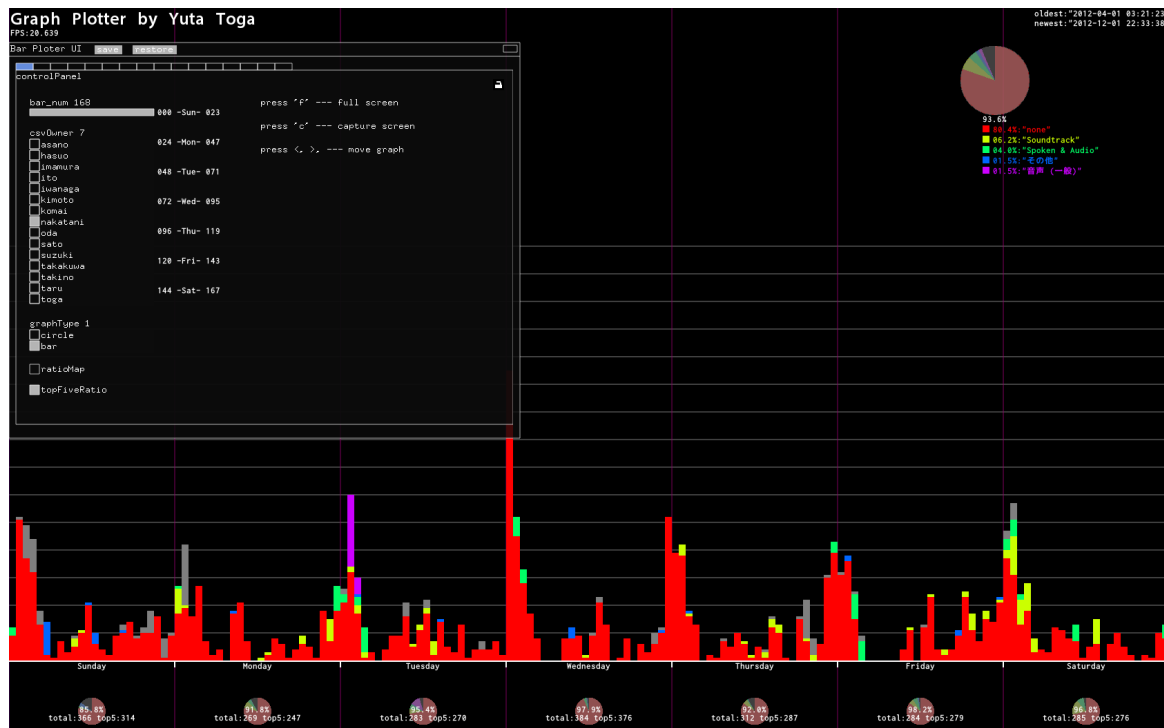 Graph Plotter by Yuta Toga
FPS:20.639
oldest:"2012-04-01 03:21:23
newest:"2012-12-01 22:33:38
Bar Ploter UI save restore
controlPanel
bar_num 168
000 -Sun- 023
024 -Mon- 047
048 -Tue- 071
072 -Wed- 095
096 -Thu- 119
120 -Fri- 143
144 -Sat- 167
press 'f' --- full screen
press 'c' --- capture screen
press <, >, --- move graph
csvOwner 7
asano
hasuo
imamura
ito
iwanaga
kimoto
komai
nakatani
oda
sato
suzuki
takakuwa
takino
taru
toga
graphType 1
circle
bar
ratioMap
topFiveRatio
93.6%
80.4%:"none"
06.2%:"Soundtrack"
04.0%:"Spoken & Audio"
01.5%:"その他"
01.5%:"音声 (一般)"
Sunday Monday Tuesday Wednesday Thursday Friday Saturday
85.8% 91.8% 95.4% 97.9% 92.0% 98.2% 96.8%
total:366 top5:314 total:269 top5:247 total:283 top5:270 total:384 top5:376 total:312 top5:287 total:284 top5:279 total:285 top5:276